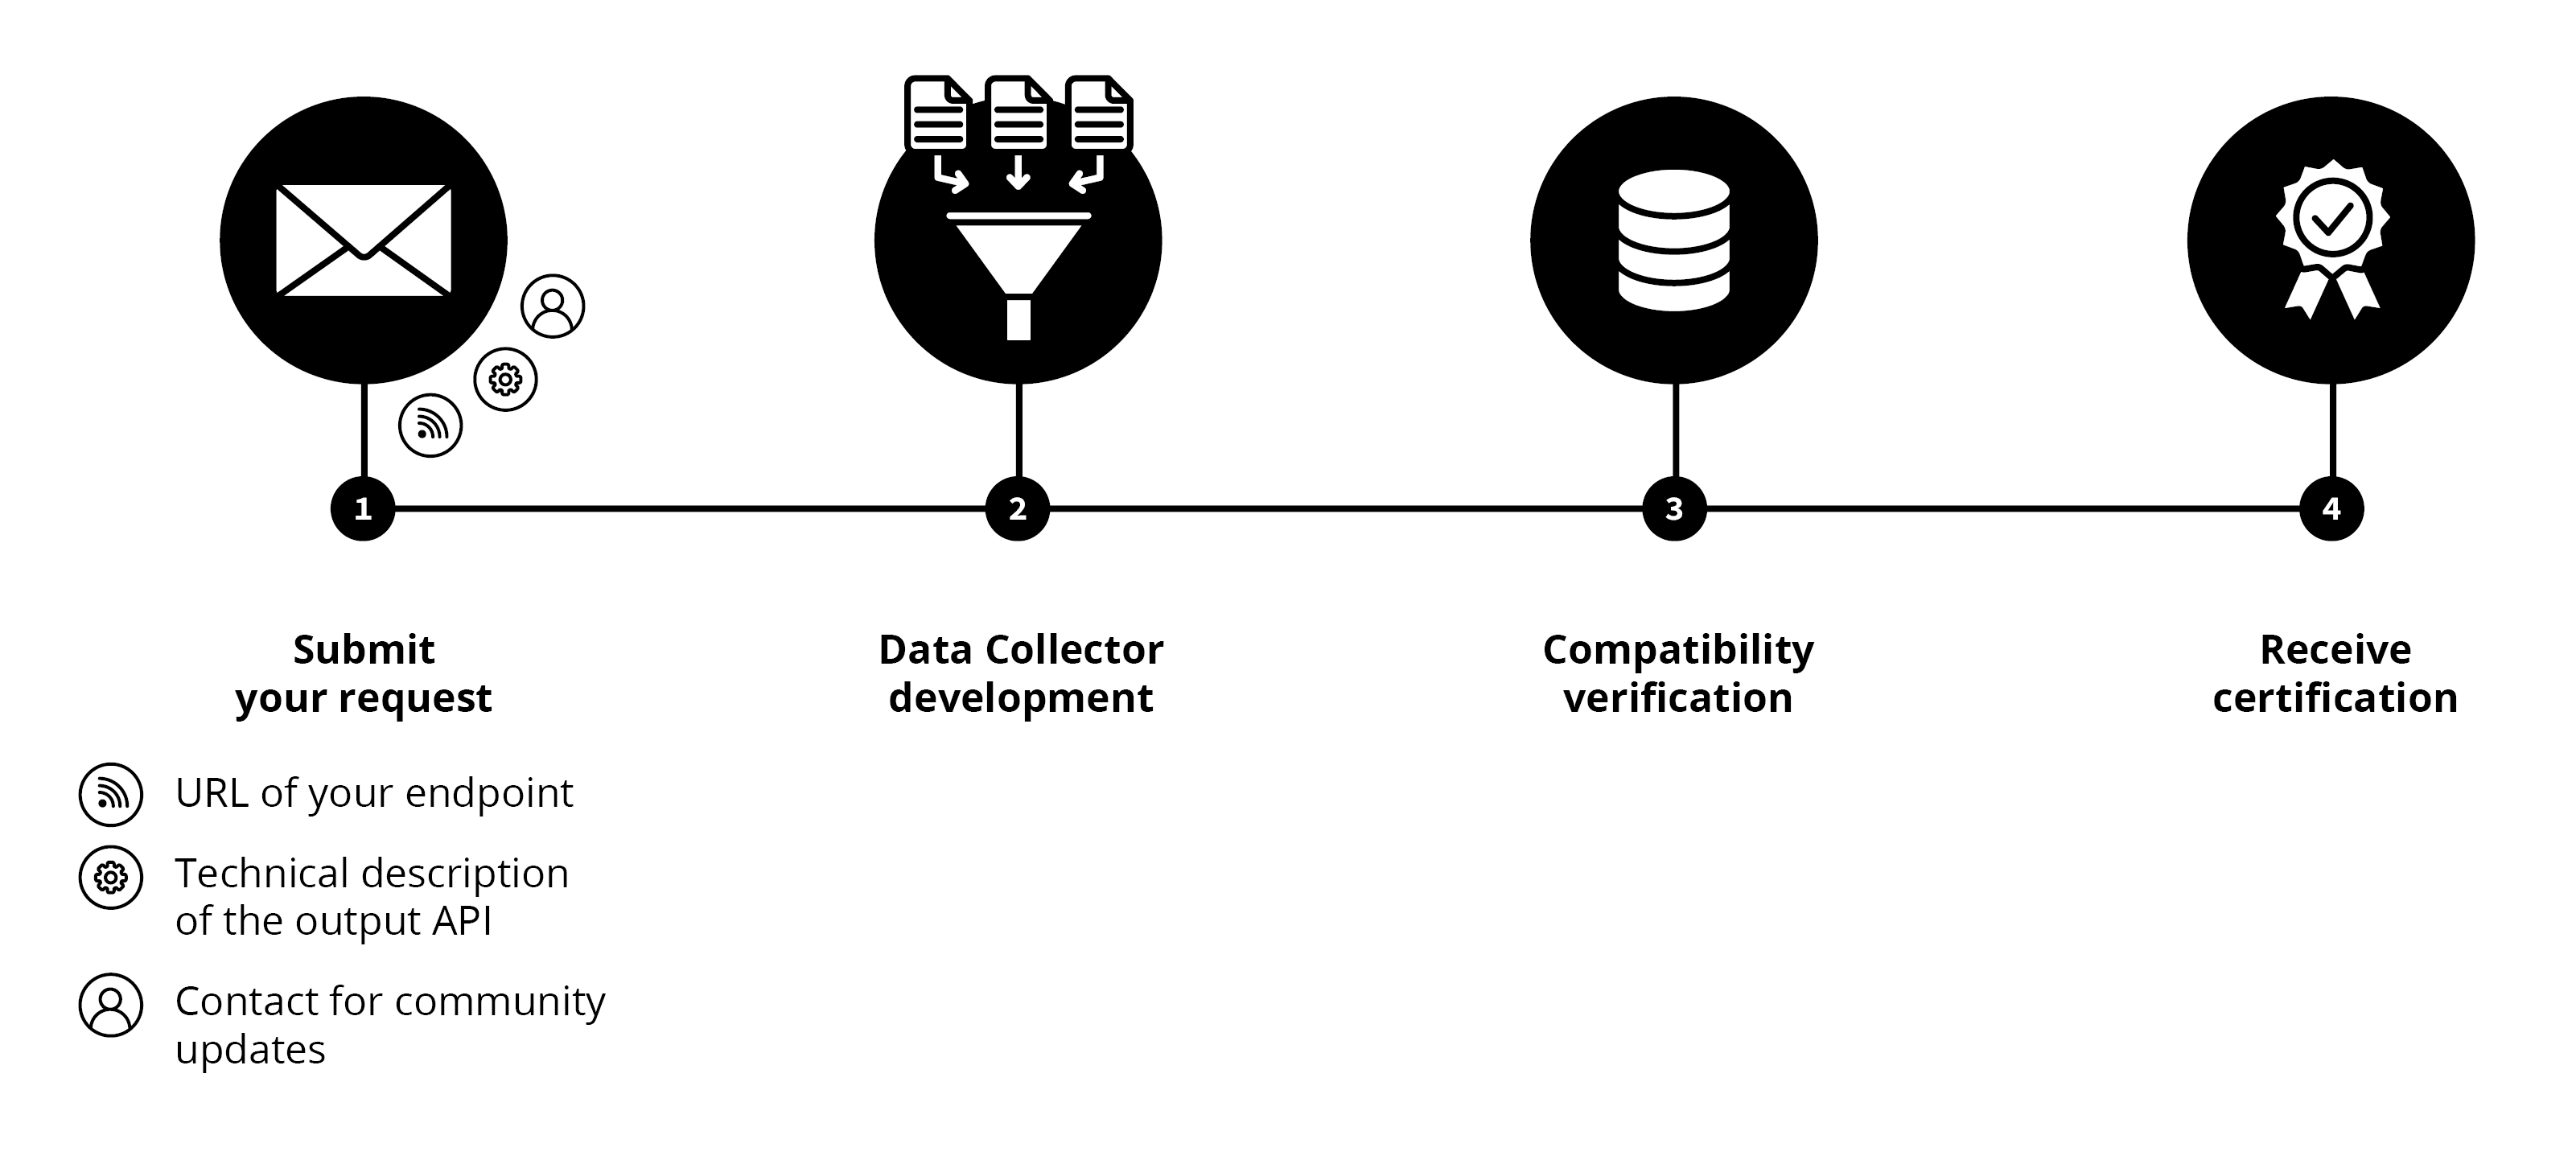 1
2
3
4
Submit
your request
Data Collector
development
Compatibility
verification
Receive
certification
URL of your endpoint
Technical description
of the output API
Contact for community
updates